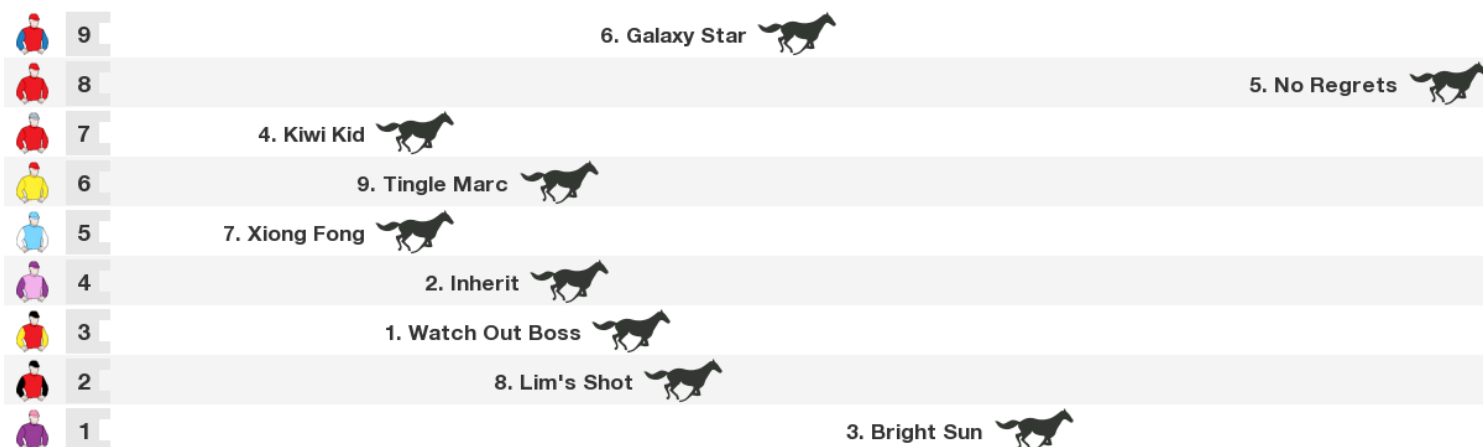 9 6. Galaxy Star
8 5. No Regrets
7 4. Kiwi Kid
6 9. Tingle Marc
5 7. Xiong Fong
4 2. Inherit
3 1. Watch Out Boss
2 8. Lim's Shot
1 3. Bright Sun